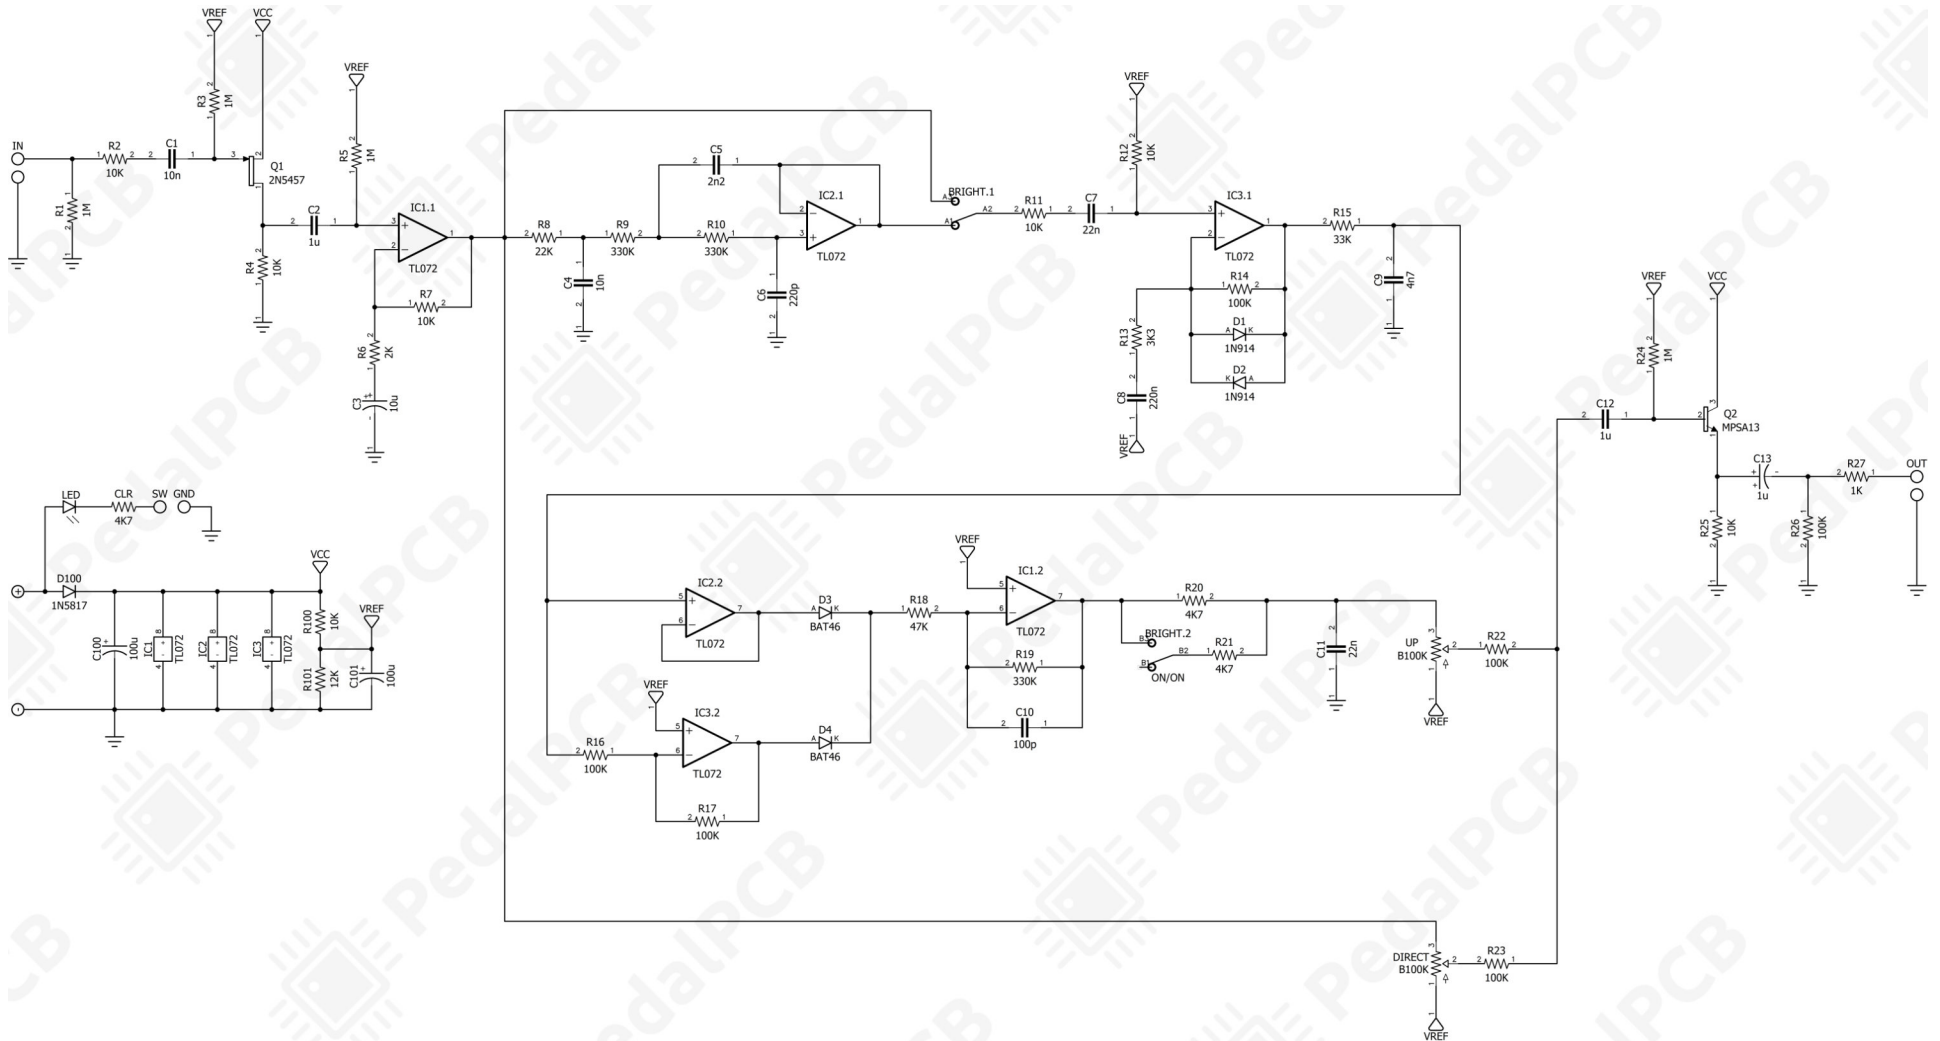 VREF
VCC
R3
1M
IN
R2
10K
C1
10n
R1
1M
Q1
2N5457
R4
10K
C2
1u
VREF
R5
1M
IC1.1
TL072
R7
10K
R6
2K
C3
10u
R8
22K
C4
10n
R9
330K
C5
2n2
R10
330K
C6
220p
IC2.1
TL072
BRIGHT.1
A3
A1
A2
R11
10K
C7
22n
VREF
R12
10K
IC3.1
TL072
R14
100K
D1
A K
1N914
D2
K A
1N914
R13
3K3
C8
220n
VREF
R15
33K
C9
4n7
LED
CLR
4K7
SW
GND
D100
1N5817
C100
100u
IC1
TL072
IC2
TL072
IC3
TL072
VCC
R100
10K
R101
12K
VREF
C101
100u
IC2.2
TL072
D3
A K
BAT46
R16
100K
VREF
IC3.2
TL072
R17
100K
D4
A K
BAT46
R18
47K
VREF
IC1.2
TL072
R19
330K
C10
100p
R20
4K7
BRIGHT.2
B3
B1
B2
ON/ON
R21
4K7
C11
22n
UP
B100K
VREF
R22
100K
DIRECT
B100K
VREF
R23
100K
C12
1u
VREF
R24
1M
VCC
Q2
MPSA13
R25
10K
C13
1u
R26
100K
R27
1K
OUT
PedalPCB